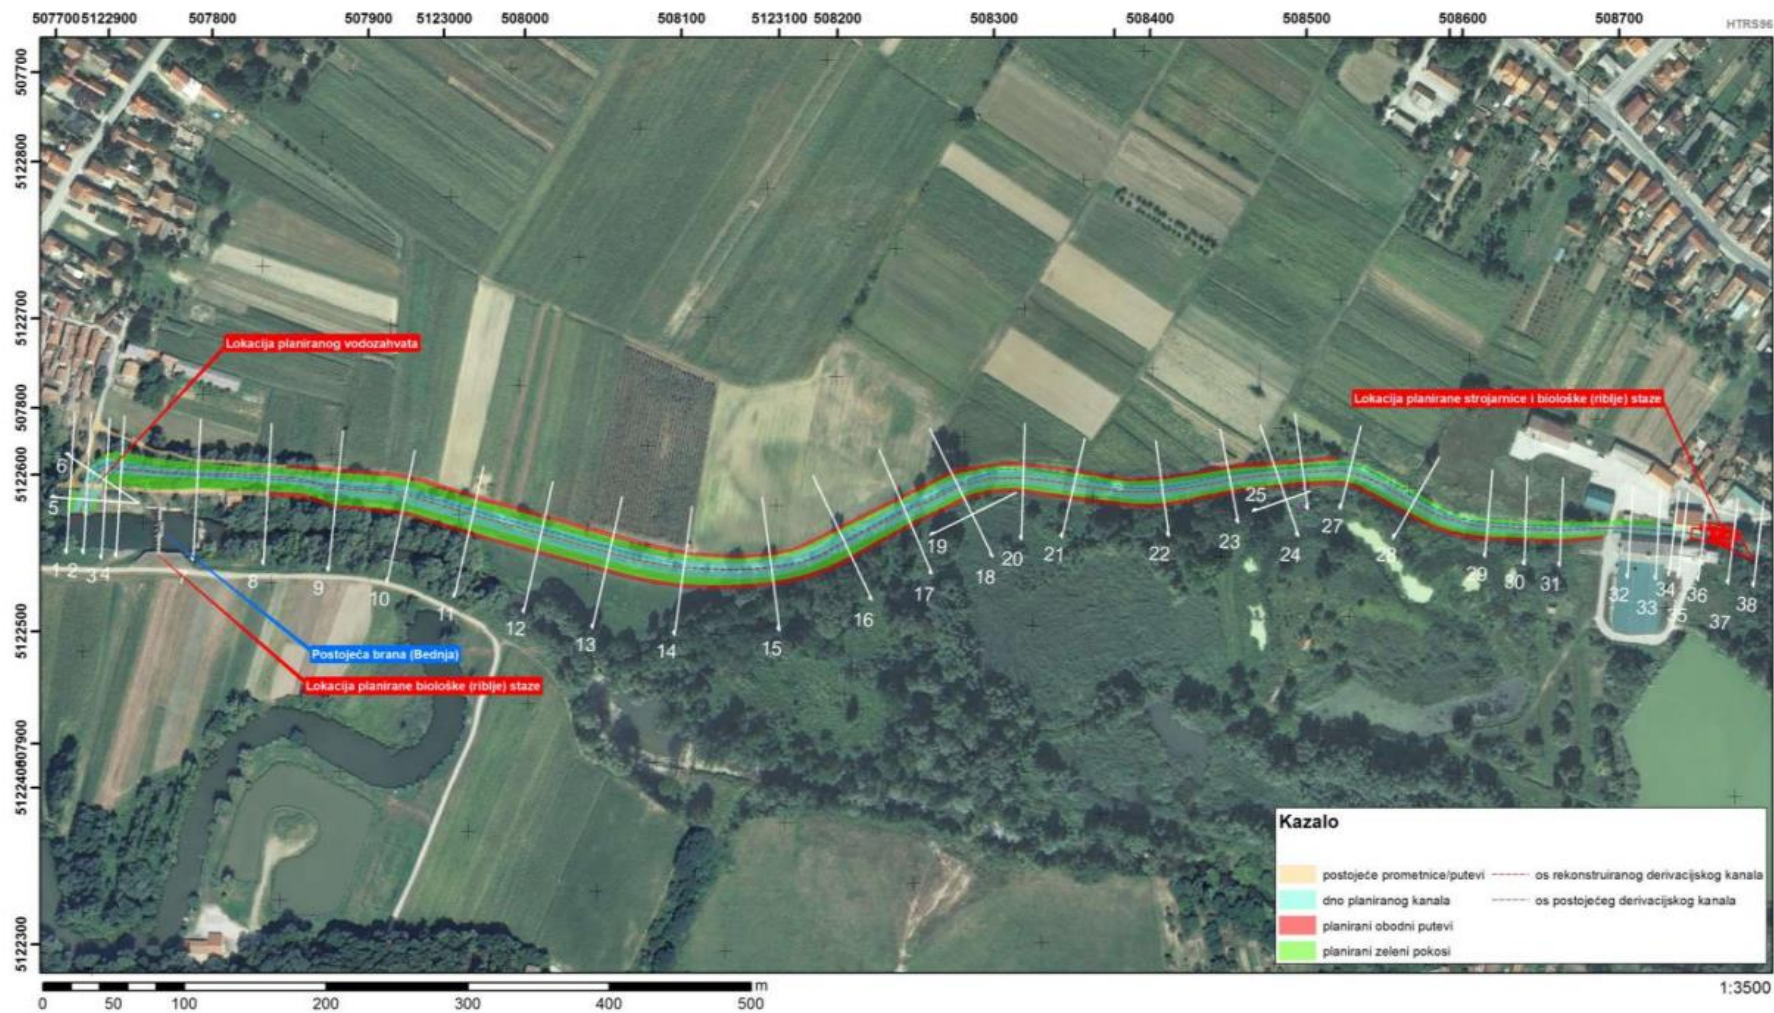 507700 5122900 507800 507900 5123000 508000 508100 5123100 508200 508300 508400 508500 508600 508700
HTRS96
507700
5122800
5122700
507800
5122600
5122500
507900
5122400
5122300
Lokacija planiranog vodozahvata
Lokacija planirane strojarnice i biološke (riblje) staze
Postojeća brana (Bednja)
Lokacija planirane biološke (riblje) staze
6
5
1 2 3 4 7 8 9 10 11 12 13 14 15 16 17 18 19 20 21 22 23 24 25 27 28 29 30 31 32 33 34 35 36 37 38
Kazalo
postojeće prometnice/putevi
dno planiranog kanala
planirani obodni putevi
planirani zeleni pokosi
os rekonstruiranog derivacijskog kanala
os postojećeg derivacijskog kanala
0 50 100 200 300 400 500 m
1:3500